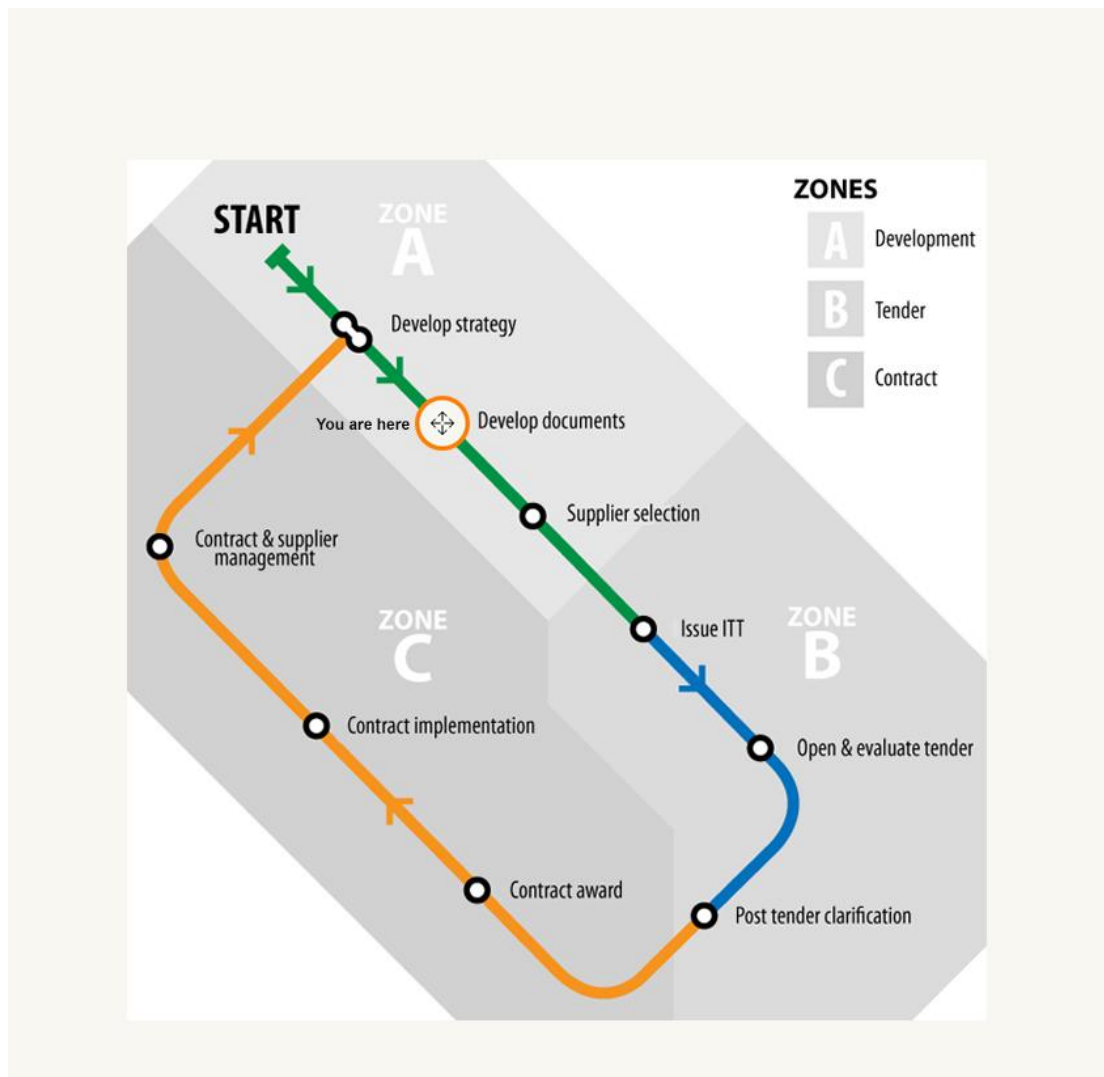 START
ZONE
A
ZONES
A Development
B Tender
C Contract
Develop strategy
You are here
Develop documents
Supplier selection
Contract & supplier
management
ZONE
C
ZONE
B
Issue ITT
Contract implementation
Open & evaluate tender
Contract award
Post tender clarification